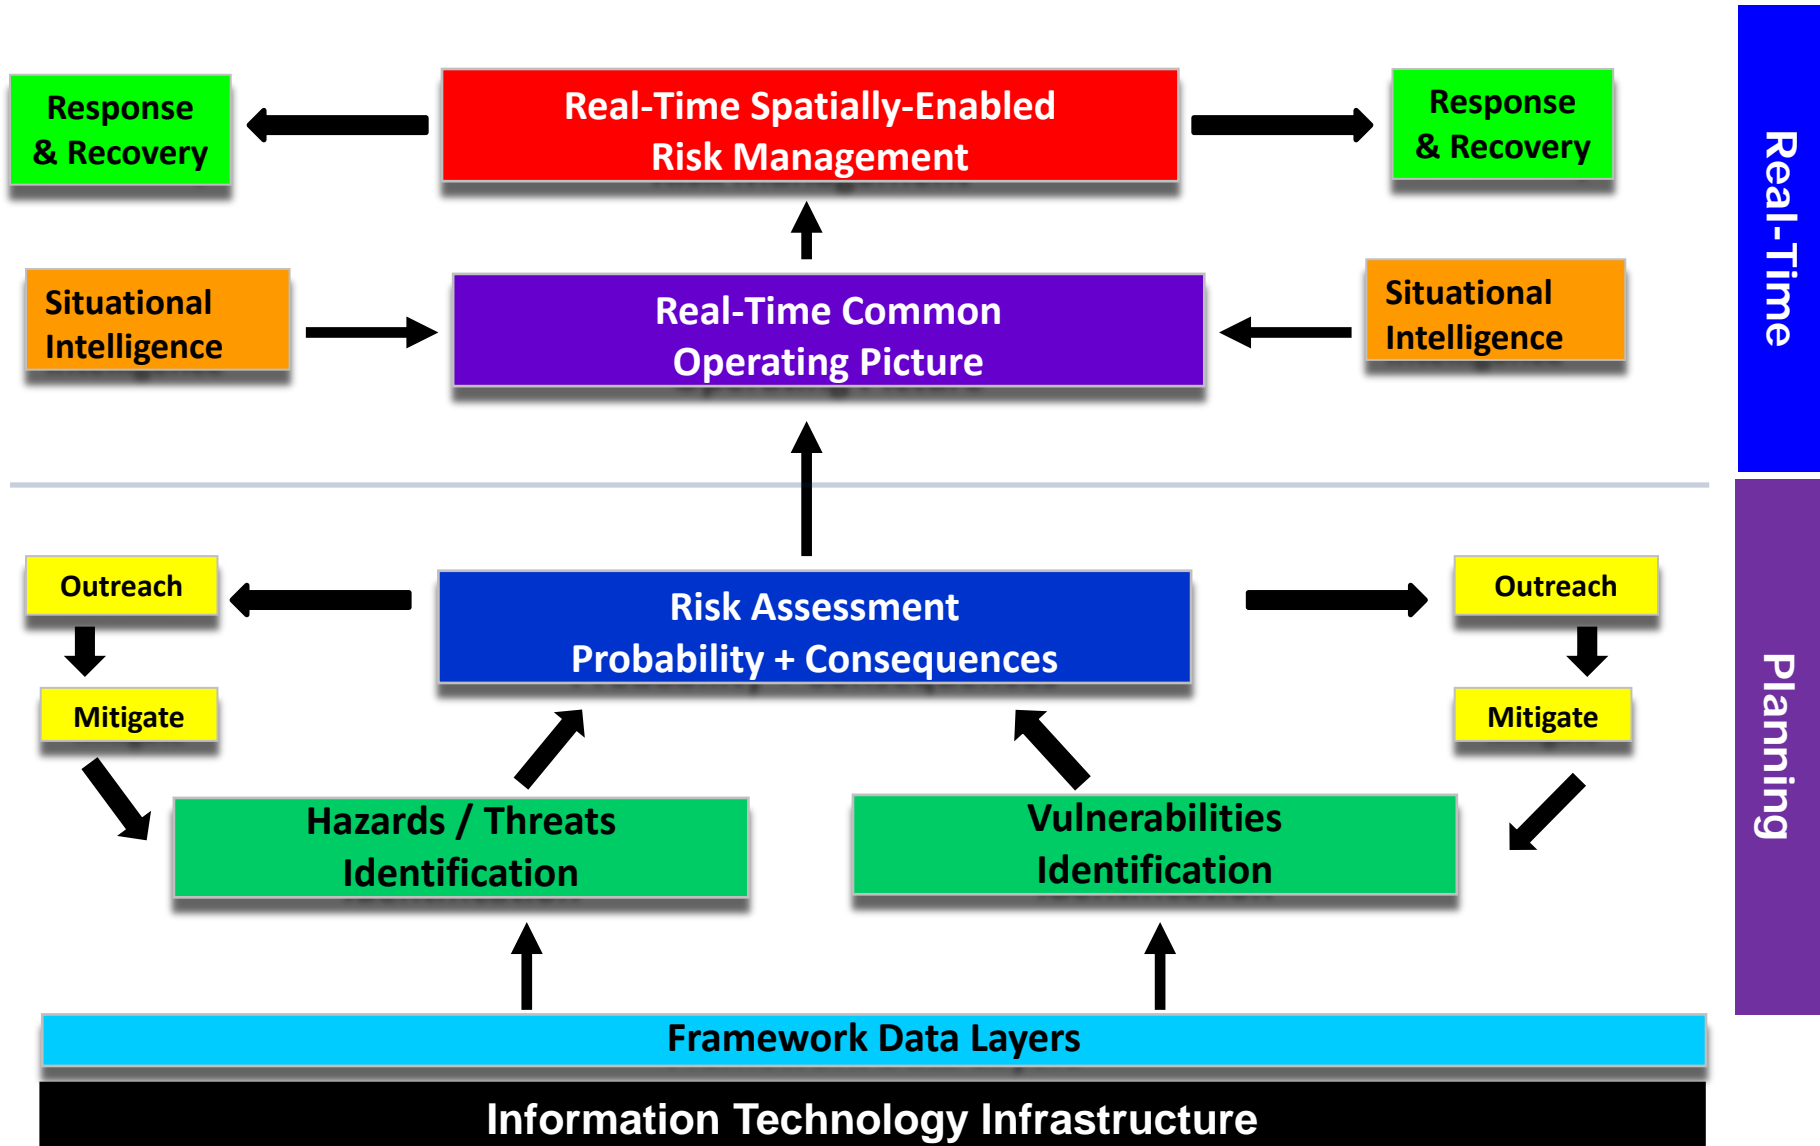 Response
& Recovery
Real-Time Spatially-Enabled
Risk Management
Response
& Recovery
Situational
Intelligence
Real-Time Common
Operating Picture
Situational
Intelligence
Real-Time
Outreach
Risk Assessment
Probability + Consequences
Outreach
Mitigate
Mitigate
Planning
Hazards / Threats
Identification
Vulnerabilities
Identification
Framework Data Layers
Information Technology Infrastructure